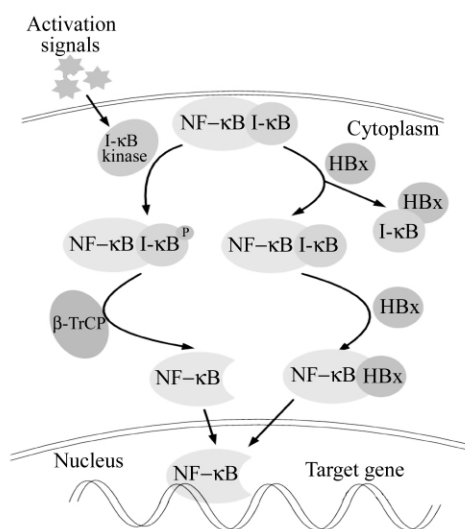 Activation
signals
I-κB
kinase
NF-κB I-κB
Cytoplasm
HBx
HBx
I-κB
NF-κB I-κB P
NF-κB I-κB
β-TrCP
HBx
NF-κB
NF-κB HBx
Nucleus
NF-κB
Target gene